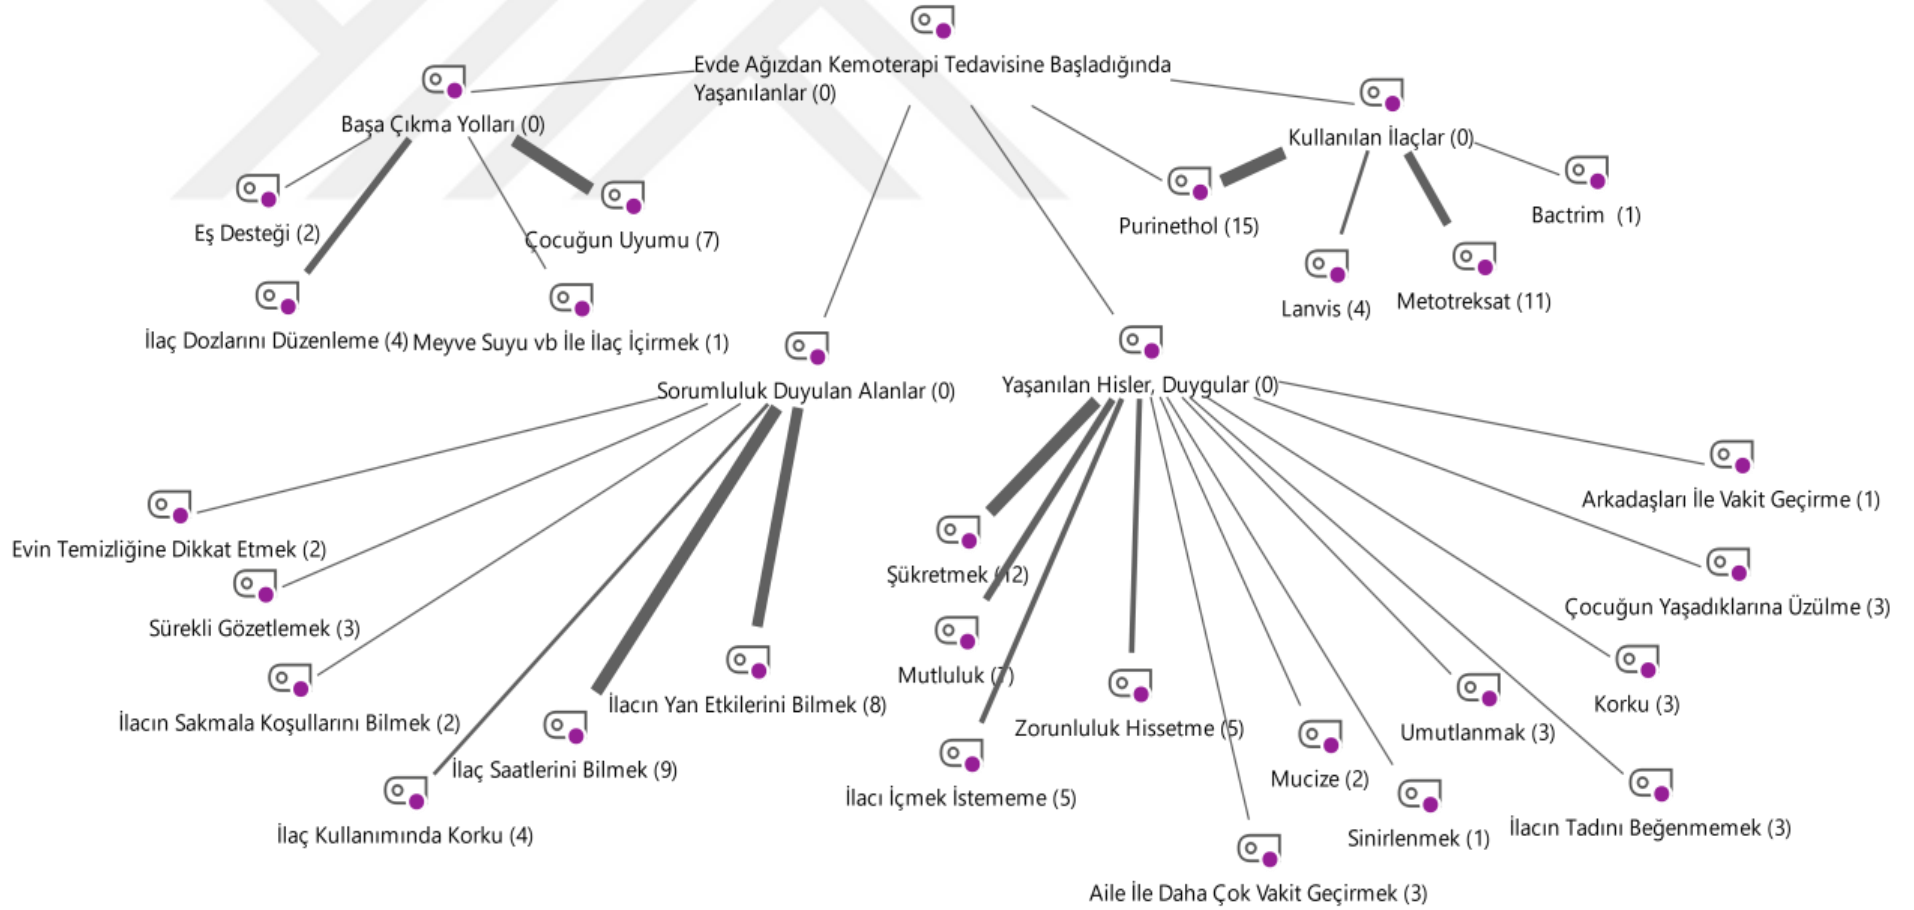 Evde Ağızdan Kemoterapi Tedavisine Başladığında
Yaşanılanlar (0)
Başa Çıkma Yolları (0)
Kullanılan İlaçlar (0)
Eş Desteği (2)
Çocuğun Uyumu (7)
Purinethol (15)
Bactrim (1)
İlaç Dozlarını Düzenleme (4)
Meyve Suyu vb İle İlaç İçirmek (1)
Lanvis (4)
Metotreksat (11)
Sorumluluk Duyulan Alanlar (0)
Yaşanılan Hisler, Duygular (0)
Evin Temizliğine Dikkat Etmek (2)
Sürekli Gözetlemek (3)
İlacın Sakmala Koşullarını Bilmek (2)
İlaç Kullanımında Korku (4)
İlaç Saatlerini Bilmek (9)
İlacın Yan Etkilerini Bilmek (8)
Şükretmek (12)
Mutluluk (7)
İlacı İçmek İstememe (5)
Zorunluluk Hissetme (5)
Aile İle Daha Çok Vakit Geçirmek (3)
Mucize (2)
Sinirlenmek (1)
Umutlanmak (3)
İlacın Tadını Beğenmemek (3)
Korku (3)
Çocuğun Yaşadıklarına Üzülme (3)
Arkadaşları İle Vakit Geçirme (1)